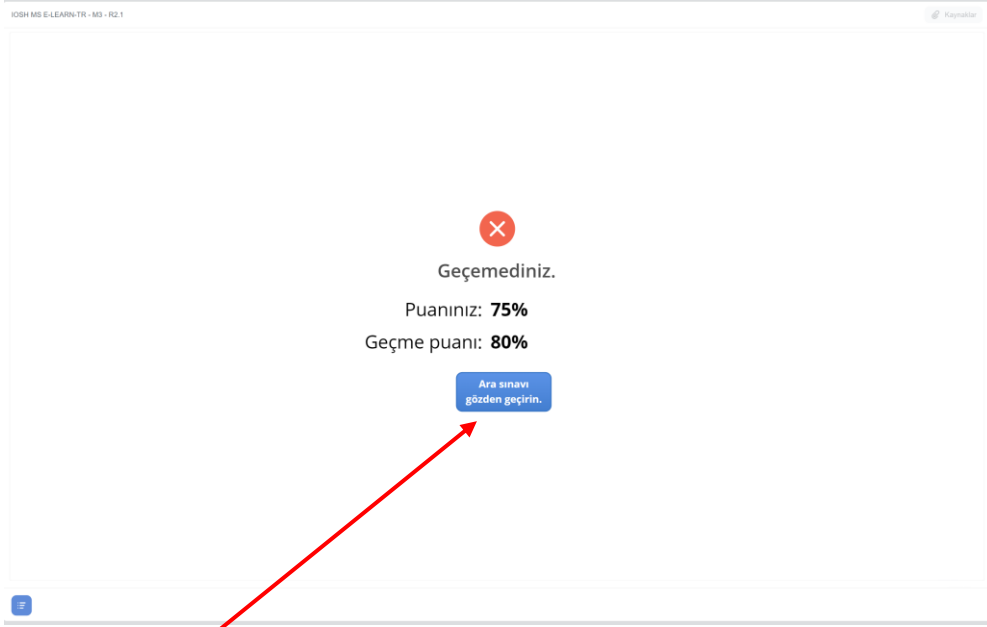 IOSH MS E-LEARN-TR - M3 - R2.1
Kaynaklar
Geçemediniz.
Puanınız: 75%
Geçme puanı: 80%
Ara sınavı
gözden geçirin.